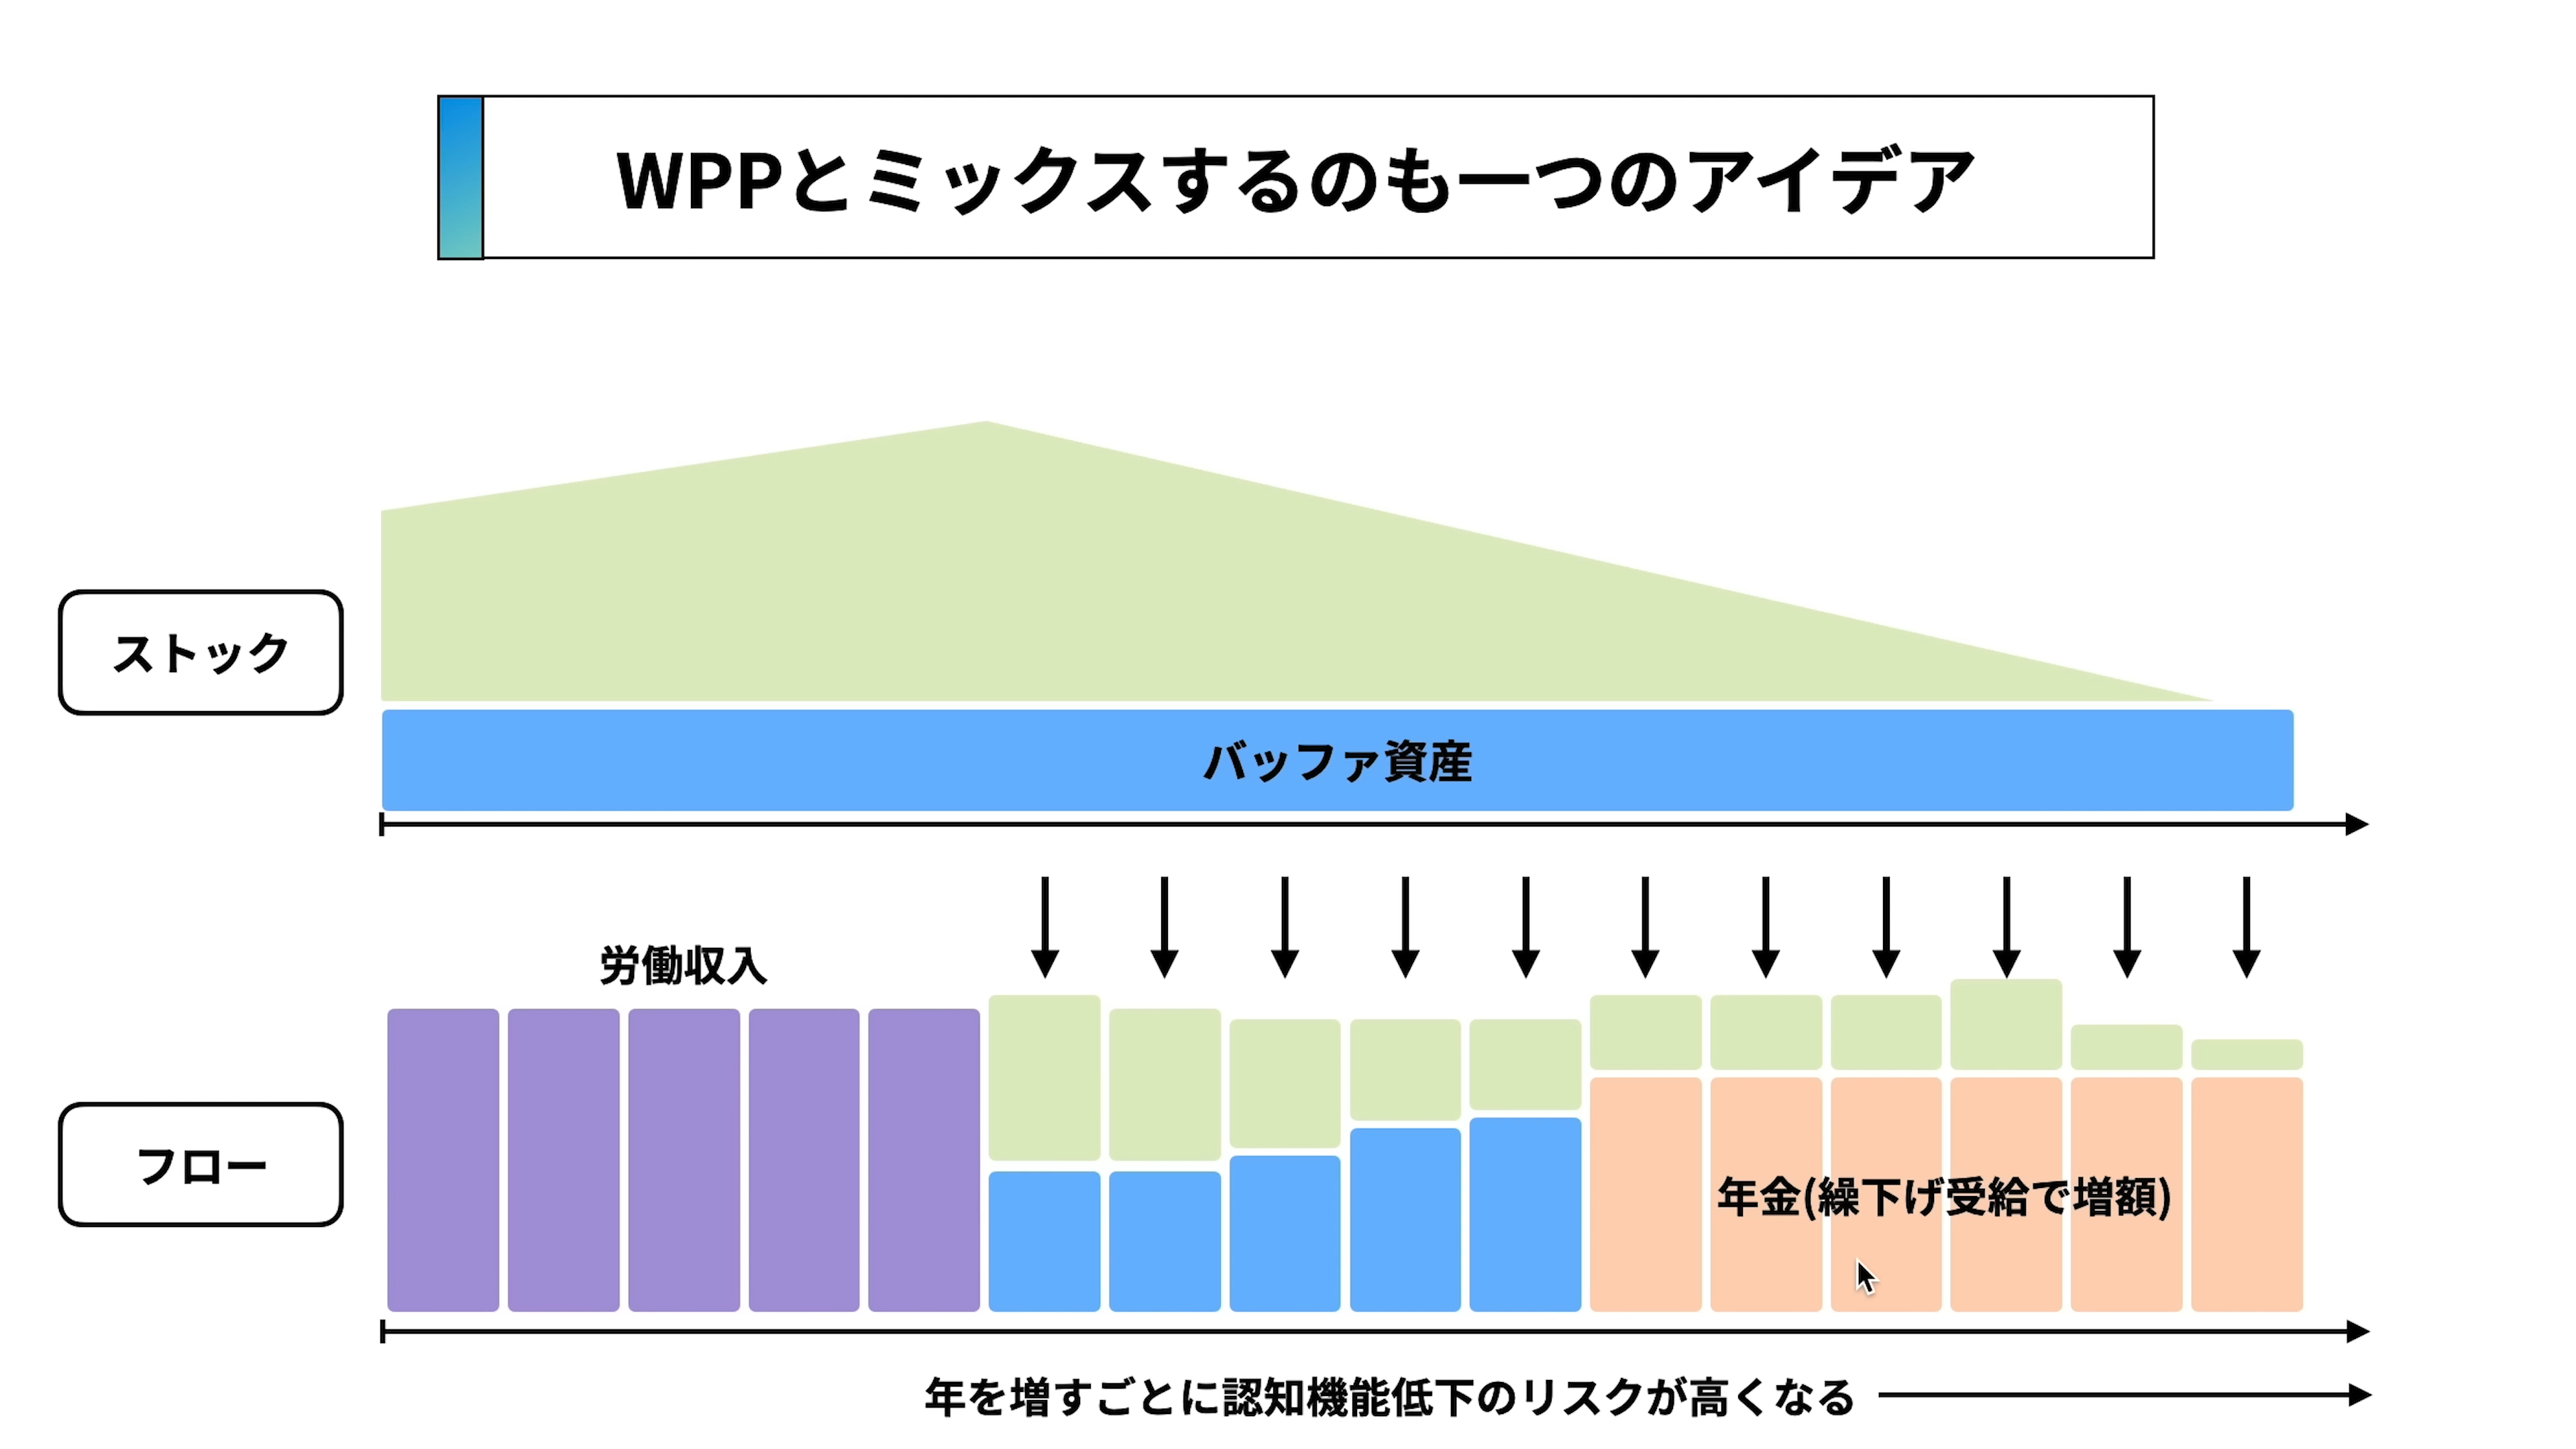 WPPとミックスするのも一つのアイデア
ストック
バッファ資産
労働収入
フロー
年金(繰下げ受給で増額)
年を増すごとに認知機能低下のリスクが高くなる